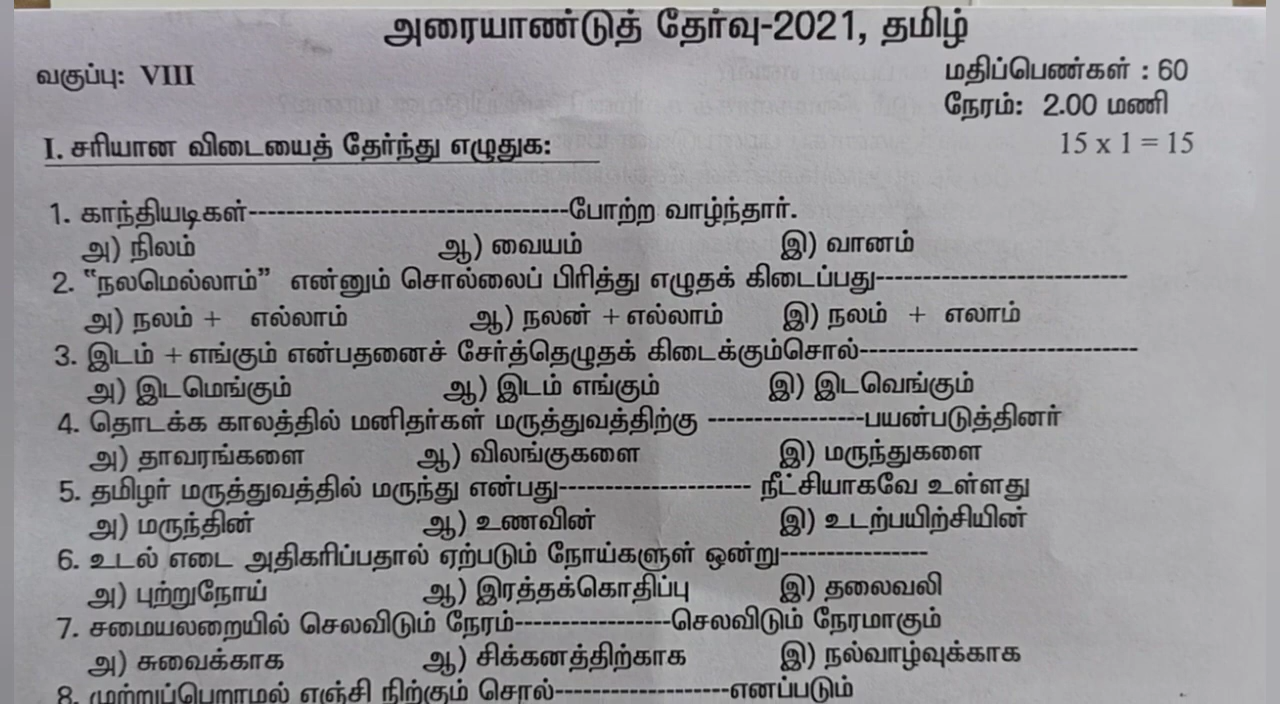 அரையாண்டுத் தேர்வு-2021, தமிழ்
வகுப்பு: VIII
மதிப்பெண்கள் : 60
நேரம்: 2.00 மணி
I. சரியான விடையைத் தேர்ந்து எழுதுக:
15 x 1 = 15
1. காந்தியடிகள்---------------------------------போற்ற வாழ்ந்தார்.
அ) நிலம் ஆ) வையம் இ) வானம்
2. “நலமெல்லாம்” என்னும் சொல்லைப் பிரித்து எழுதக் கிடைப்பது--------------------------
அ) நலம் + எல்லாம் ஆ) நலன் + எல்லாம் இ) நலம் + எலாம்
3. இடம் + எங்கும் என்பதனைச் சேர்த்தெழுதக் கிடைக்கும்சொல்-----------------------------
அ) இடமெங்கும் ஆ) இடம் எங்கும் இ) இடவெங்கும்
4. தொடக்க காலத்தில் மனிதர்கள் மருத்துவத்திற்கு ----------------பயன்படுத்தினர்
அ) தாவரங்களை ஆ) விலங்குகளை இ) மருந்துகளை
5. தமிழர் மருத்துவத்தில் மருந்து என்பது-------------------- நீட்சியாகவே உள்ளது
அ) மருந்தின் ஆ) உணவின் இ) உடற்பயிற்சியின்
6. உடல் எடை அதிகரிப்பதால் ஏற்படும் நோய்களுள் ஒன்று---------------
அ) புற்றுநோய் ஆ) இரத்தக்கொதிப்பு இ) தலைவலி
7. சமையலறையில் செலவிடும் நேரம்----------------செலவிடும் நேரமாகும்
அ) சுவைக்காக ஆ) சிக்கனத்திற்காக இ) நல்வாழ்வுக்காக
8. முற்றுப்பெறாமல் எஞ்சி நிற்கும் சொல்------------------எனப்படும்